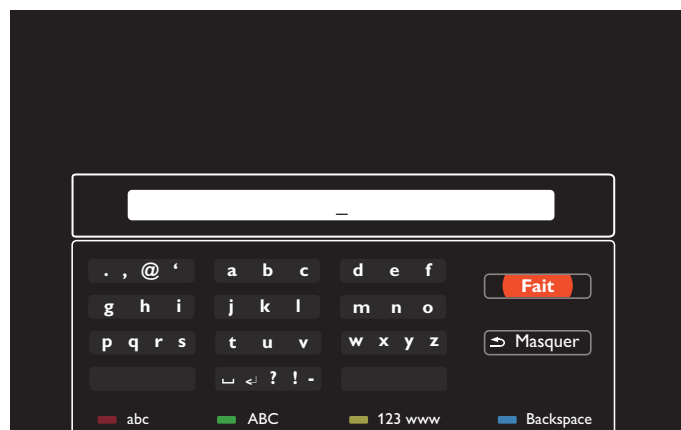 _
. , @ ‘ a b c d e f
Fait
g h i j k l m n o
p q r s t u v w x y z
Masquer
␣ ↵ ? ! -
abc ABC 123 www Backspace